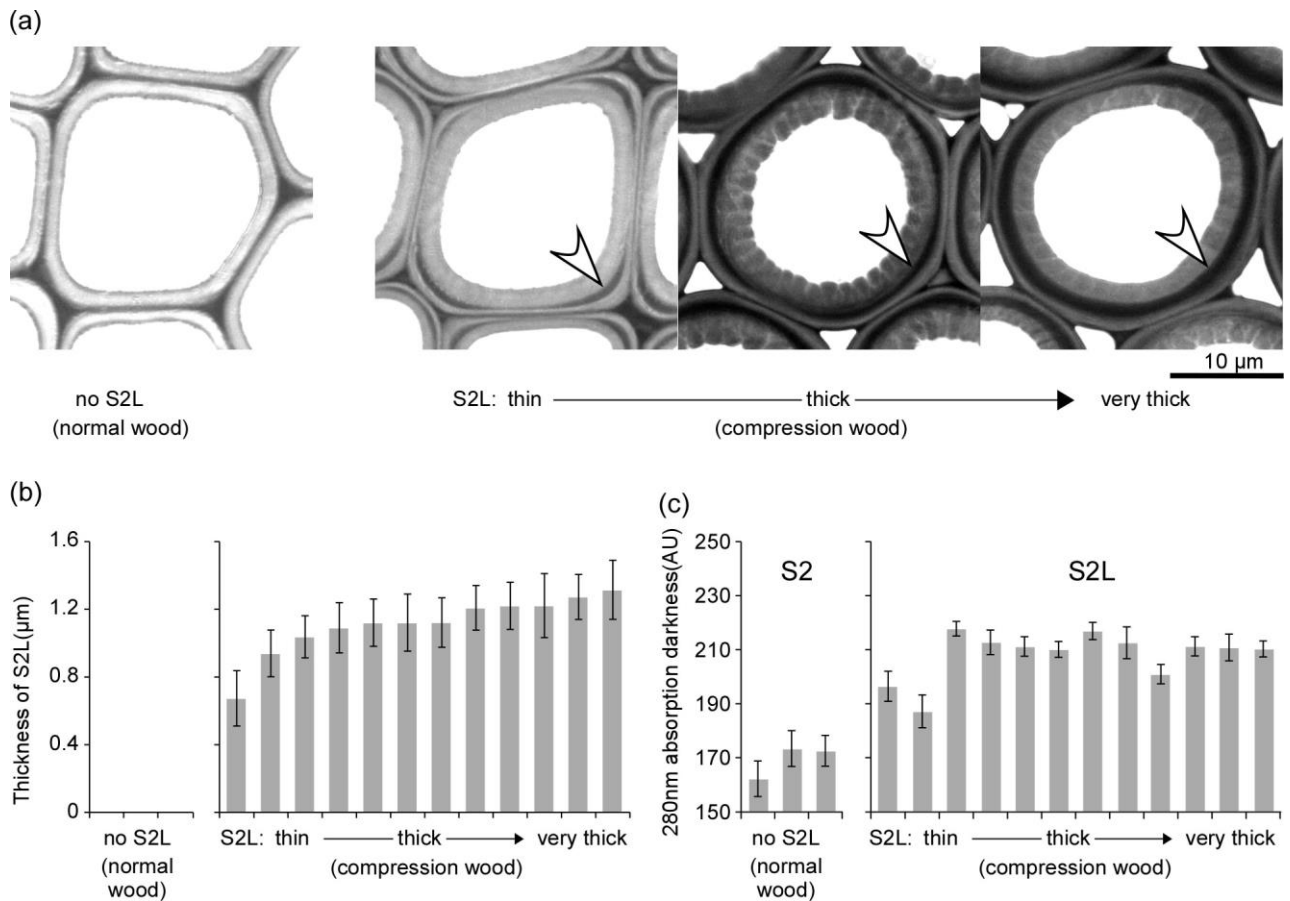 (a)
10 µm
no S2L
(normal wood)
S2L: thin thick very thick
(compression wood)
(b)
Thickness of S2L(µm)
1.6
1.2
0.8
0.4
0
no S2L
(normal
wood)
S2L: thin thick very thick
(compression wood)
(c)
280nm absorption darkness(AU)
250
230
210
190
170
150
S2
S2L
no S2L
(normal
wood)
S2L: thin thick very thick
(compression wood)